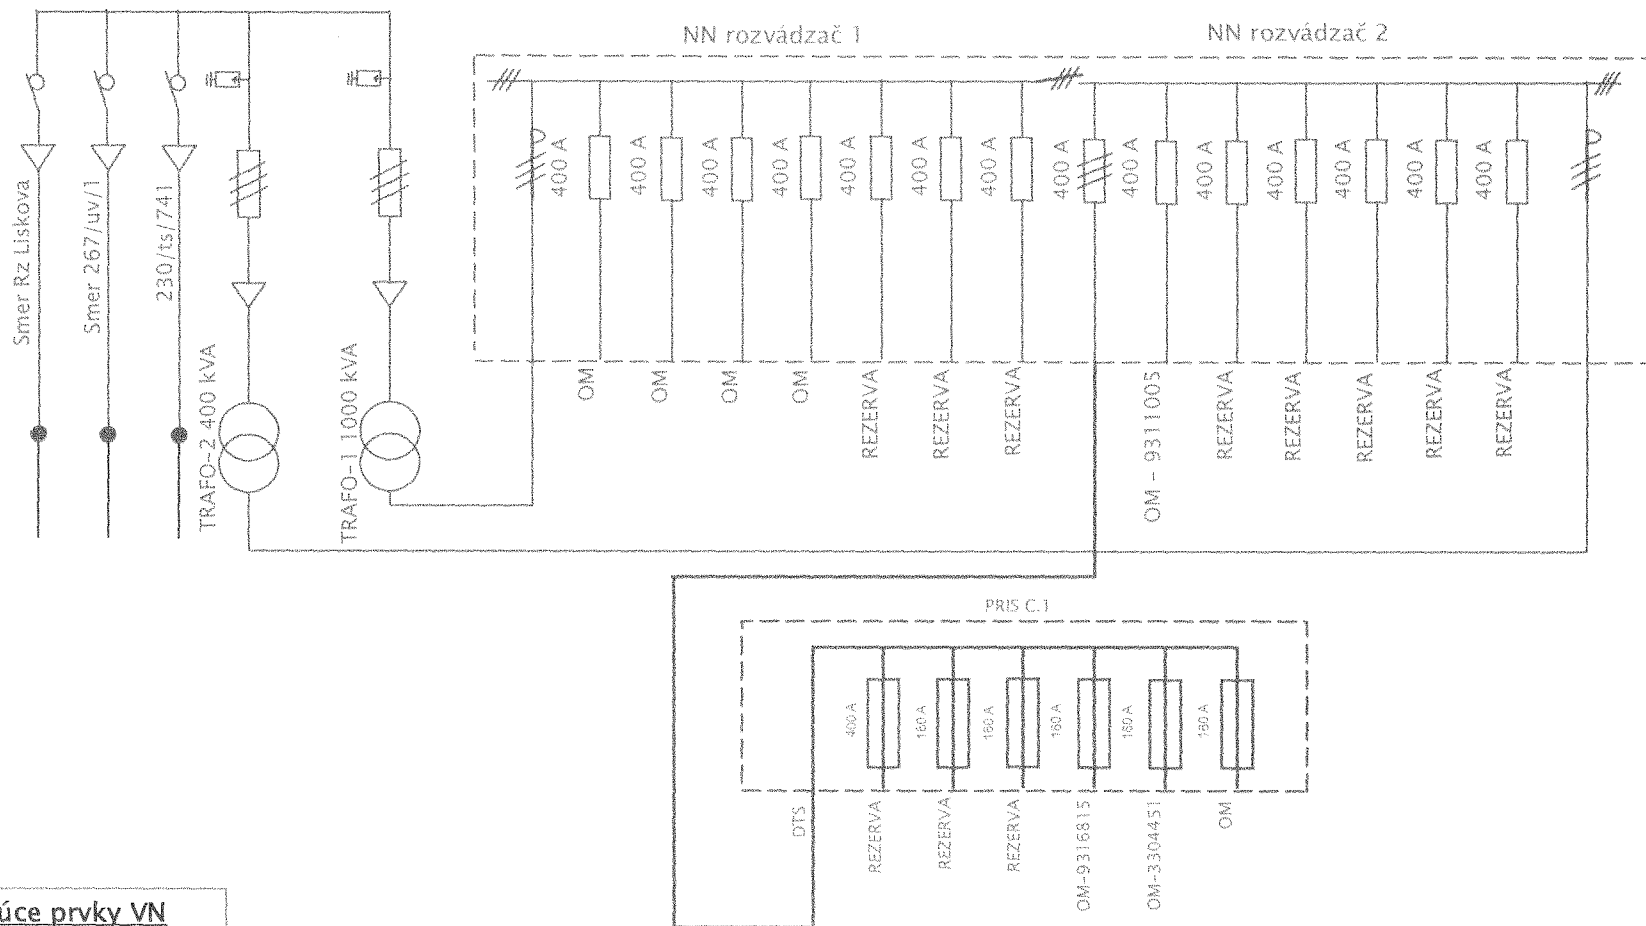 NN rozvádzač 1
NN rozvádzač 2
Smer Rz Liskova
Smer 267/uv/1
230/ts/741
TRAFO-2 400 kVA
TRAFO-1 1000 kVA
400 A
400 A
400 A
400 A
400 A
400 A
400 A
400 A
400 A
400 A
400 A
400 A
400 A
400 A
OM
OM
OM
OM
REZERVA
REZERVA
REZERVA
OM - 9311005
REZERVA
REZERVA
REZERVA
REZERVA
REZERVA
PRIS C.1
400 A
160 A
160 A
160 A
160 A
160 A
DTS
REZERVA
REZERVA
REZERVA
OM-9316815
OM-3304451
OM
úce prvky VN